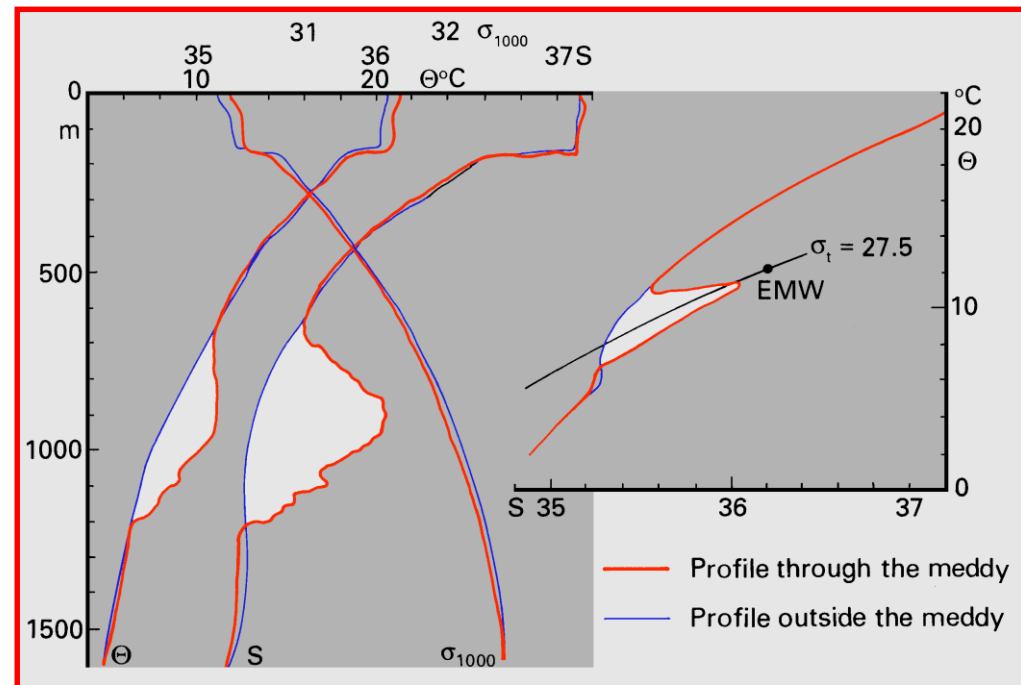 31 32 σ1000
35 36 37S
10 20 Θ°C
0
m
500
1000
1500
Θ S σ1000
°C
20
Θ
σt = 27.5
EMW
10
0
S 35 36 37
Profile through the meddy
Profile outside the meddy